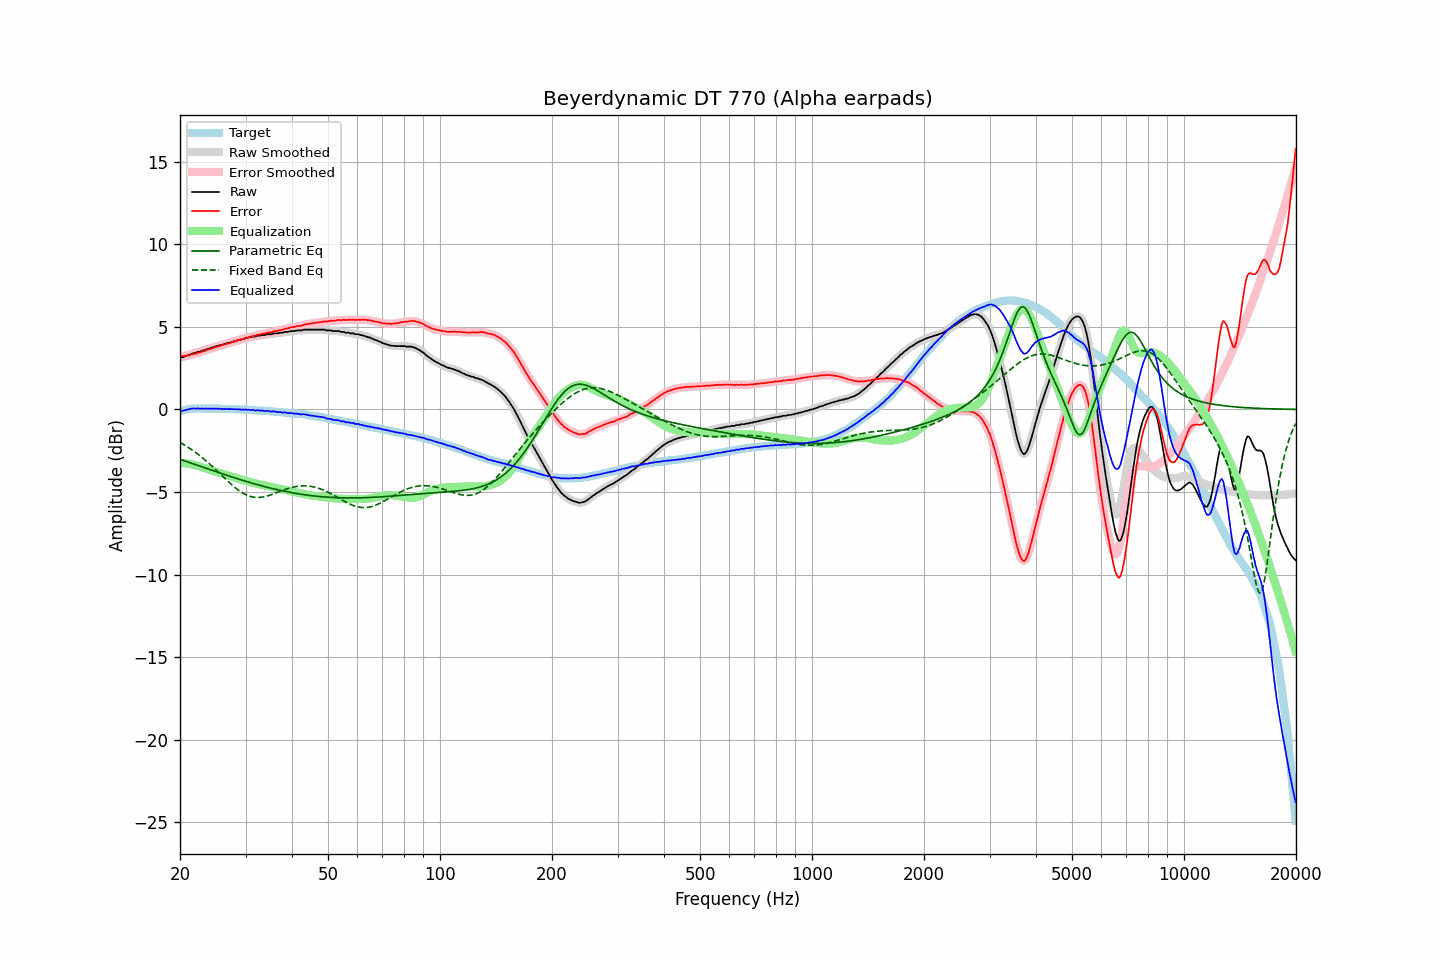 Beyerdynamic DT 770 (Alpha earpads)
Target
Raw Smoothed
Error Smoothed
Raw
Error
Equalization
Parametric Eq
Fixed Band Eq
Equalized
15
10
5
0
−5
−10
−15
−20
−25
Amplitude (dBr)
20 50 100 200 500 1000 2000 5000 10000 20000
Frequency (Hz)